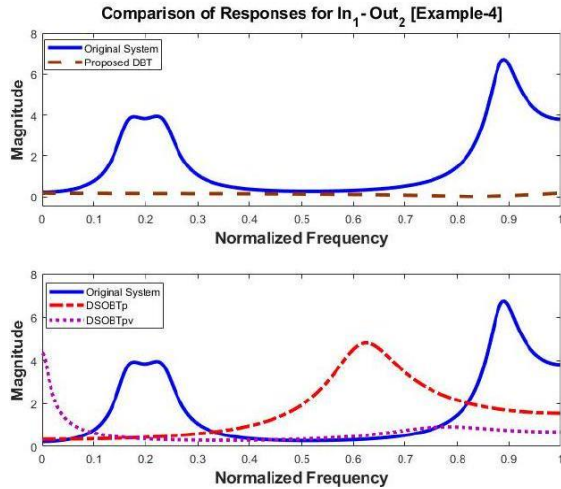 Comparison of Responses for In1- Out2 [Example-4]
8
Original System
Proposed DBT
6
4
2
0
Magnitude
0 0.1 0.2 0.3 0.4 0.5 0.6 0.7 0.8 0.9 1
Normalized Frequency
8
Original System
DSOBTp
DSOBTpv
6
4
2
0
Magnitude
0 0.1 0.2 0.3 0.4 0.5 0.6 0.7 0.8 0.9 1
Normalized Frequency